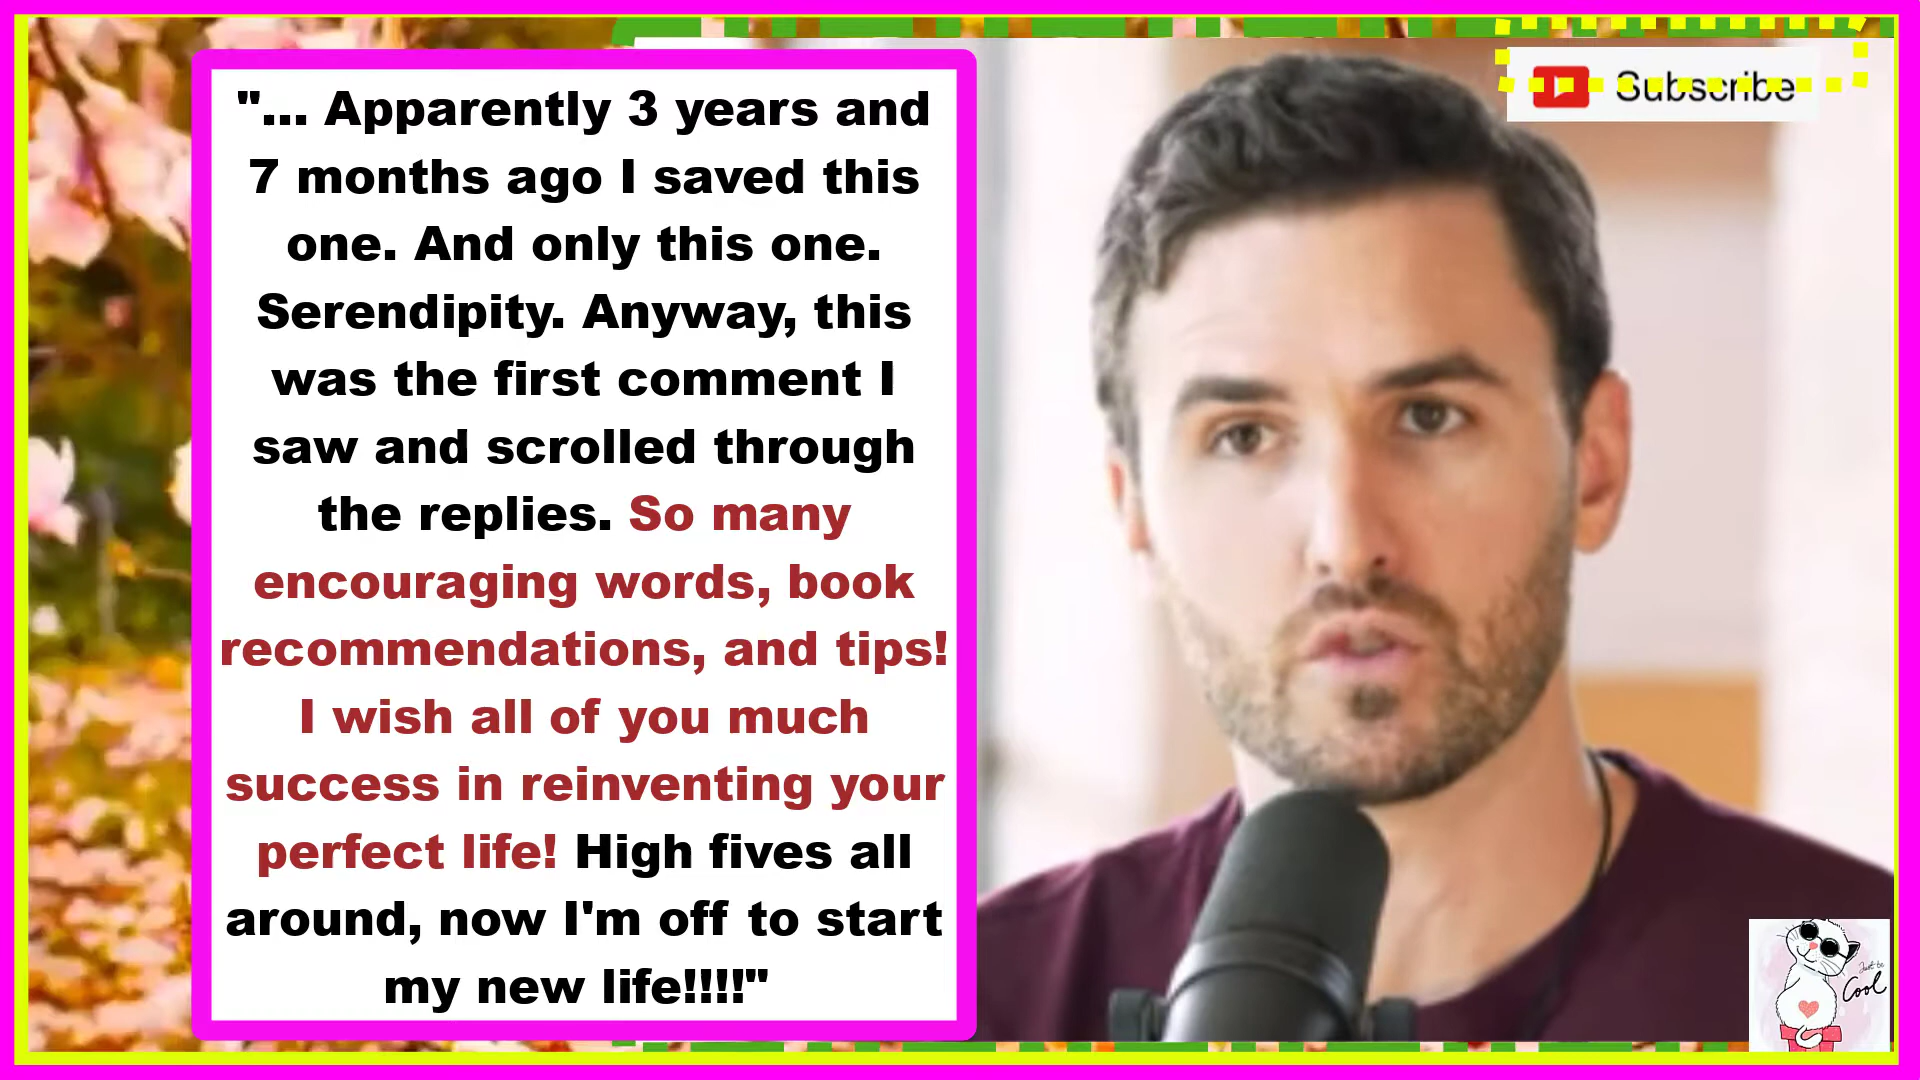 "... Apparently 3 years and
7 months ago I saved this
one. And only this one.
Serendipity. Anyway, this
was the first comment I
saw and scrolled through
the replies. So many
encouraging words, book
recommendations, and tips!
I wish all of you much
success in reinventing your
perfect life! High fives all
around, now I'm off to start
my new life!!!!"
Subscribe
Just be
Cool